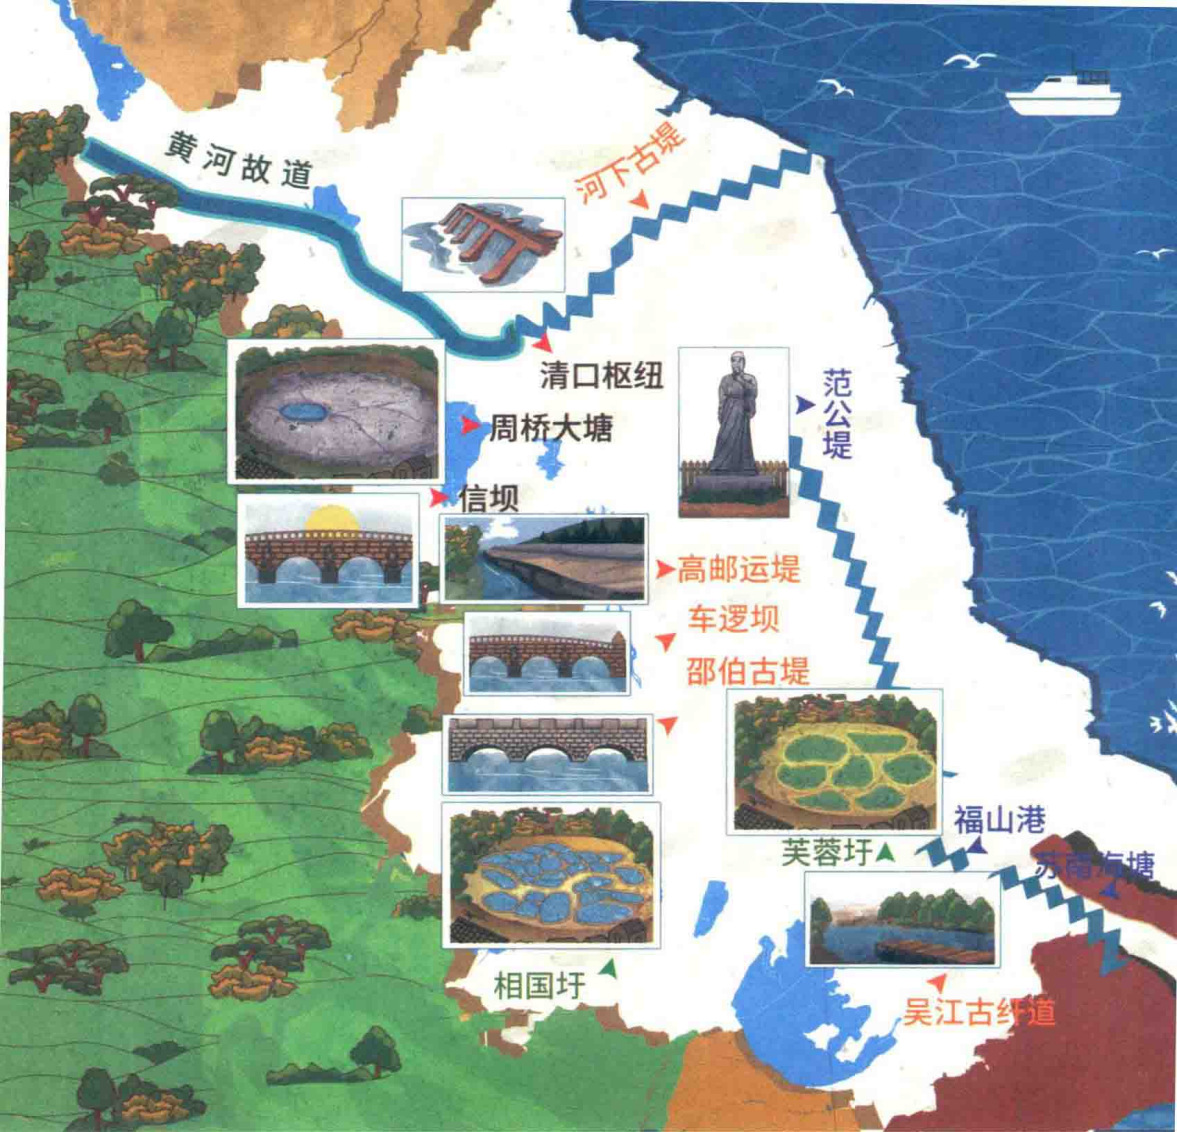 黄河故道
河下古堤
清口枢纽
范公堤
周桥大塘
信坝
高邮运堤
车逻坝
邵伯古堤
福山港
芙蓉圩
苏南海塘
相国圩
吴江古纤道